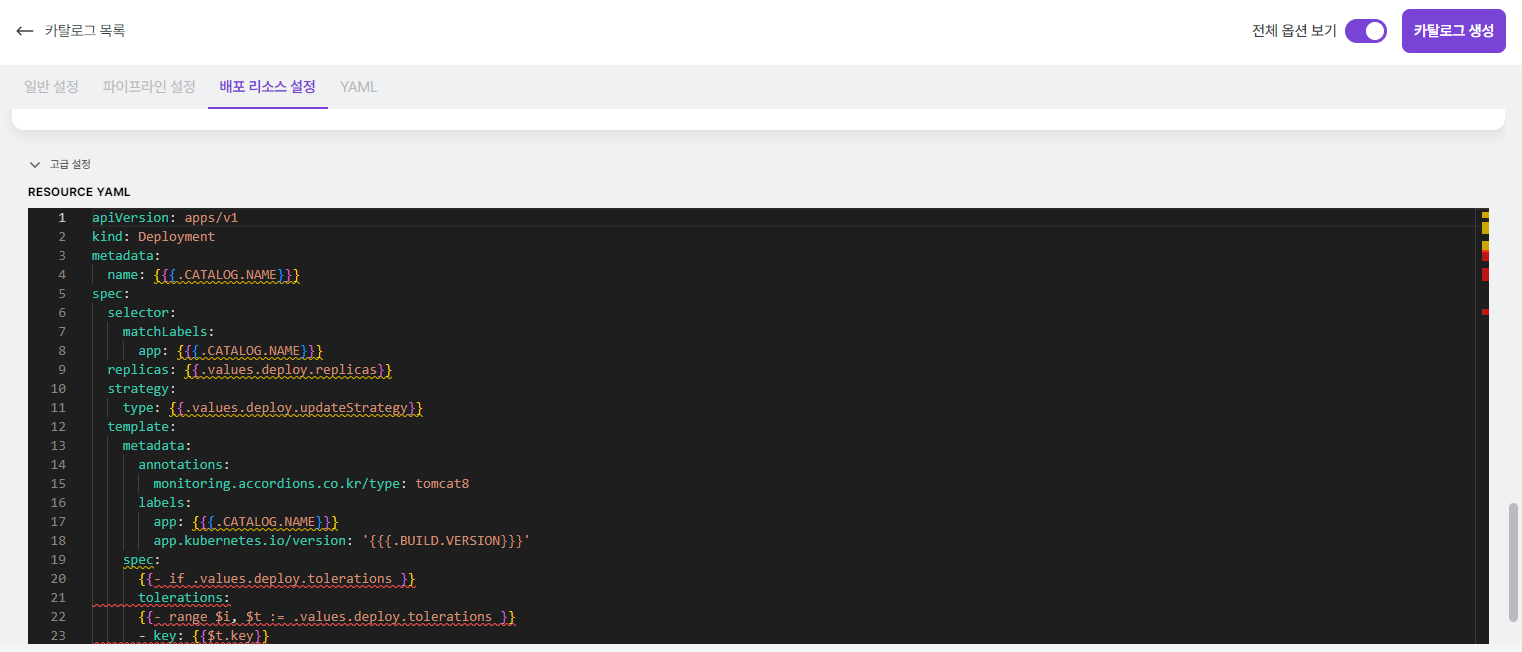 카탈로그 목록
전체 옵션 보기
카탈로그 생성
일반 설정 파이프라인 설정 배포 리소스 설정 YAML
고급 설정
RESOURCE YAML
1 apiVersion: apps/v1
2 kind: Deployment
3 metadata:
4   name: {{{.CATALOG.NAME}}}
5 spec:
6   selector:
7     matchLabels:
8       app: {{{.CATALOG.NAME}}}
9   replicas: {{.values.deploy.replicas}}
10   strategy:
11     type: {{.values.deploy.updateStrategy}}
12   template:
13     metadata:
14       annotations:
15         monitoring.accordions.co.kr/type: tomcat8
16       labels:
17         app: {{{.CATALOG.NAME}}}
18         app.kubernetes.io/version: '{{{.BUILD.VERSION}}}'
19     spec:
20       {{- if .values.deploy.tolerations }}
21       tolerations:
22       {{- range $i, $t := .values.deploy.tolerations }}
23       - key: {{$t.key}}